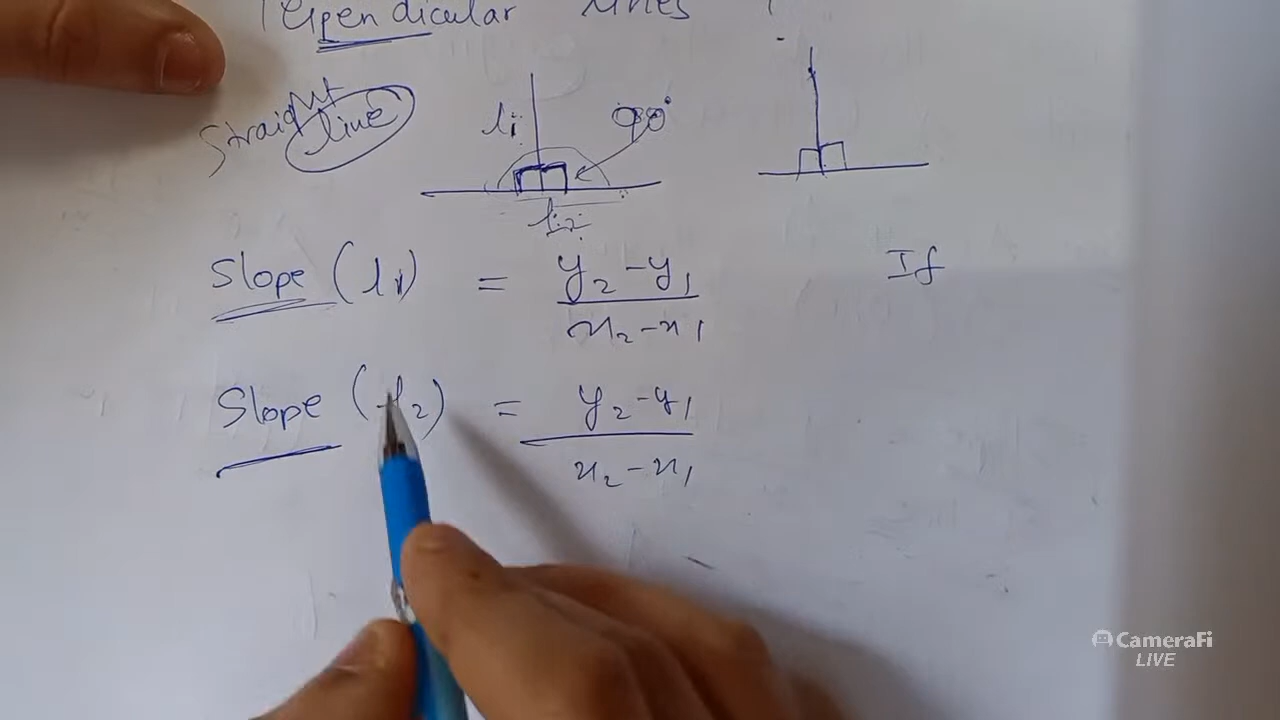 Perpendicular lines
Straight line
l1
90°
l2
Slope (l1) = y2-y1 / x2-x1
If
Slope (l2) = y2-y1 / x2-x1
CameraFi
LIVE